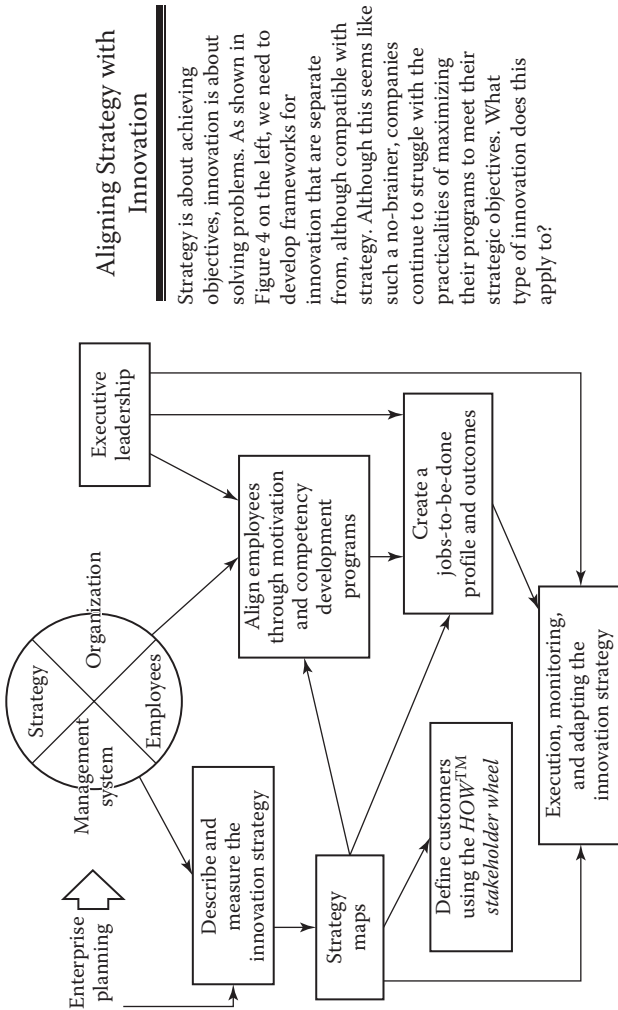 Aligning Strategy with
Innovation
Strategy is about achieving
objectives, innovation is about
solving problems. As shown in
Figure 4 on the left, we need to
develop frameworks for
innovation that are separate
from, although compatible with
strategy. Although this seems like
such a no-brainer, companies
continue to struggle with the
practicalities of maximizing
their programs to meet their
strategic objectives. What
type of innovation does this
apply to?
Enterprise
planning
Strategy
Management
system
Organization
Employees
Executive
leadership
Describe and
measure the
innovation strategy
Align employees
through motivation
and competency
development
programs
Strategy
maps
Define customers
using the HOW™
stakeholder wheel
Create a
jobs-to-be-done
profile and outcomes
Execution, monitoring,
and adapting the
innovation strategy